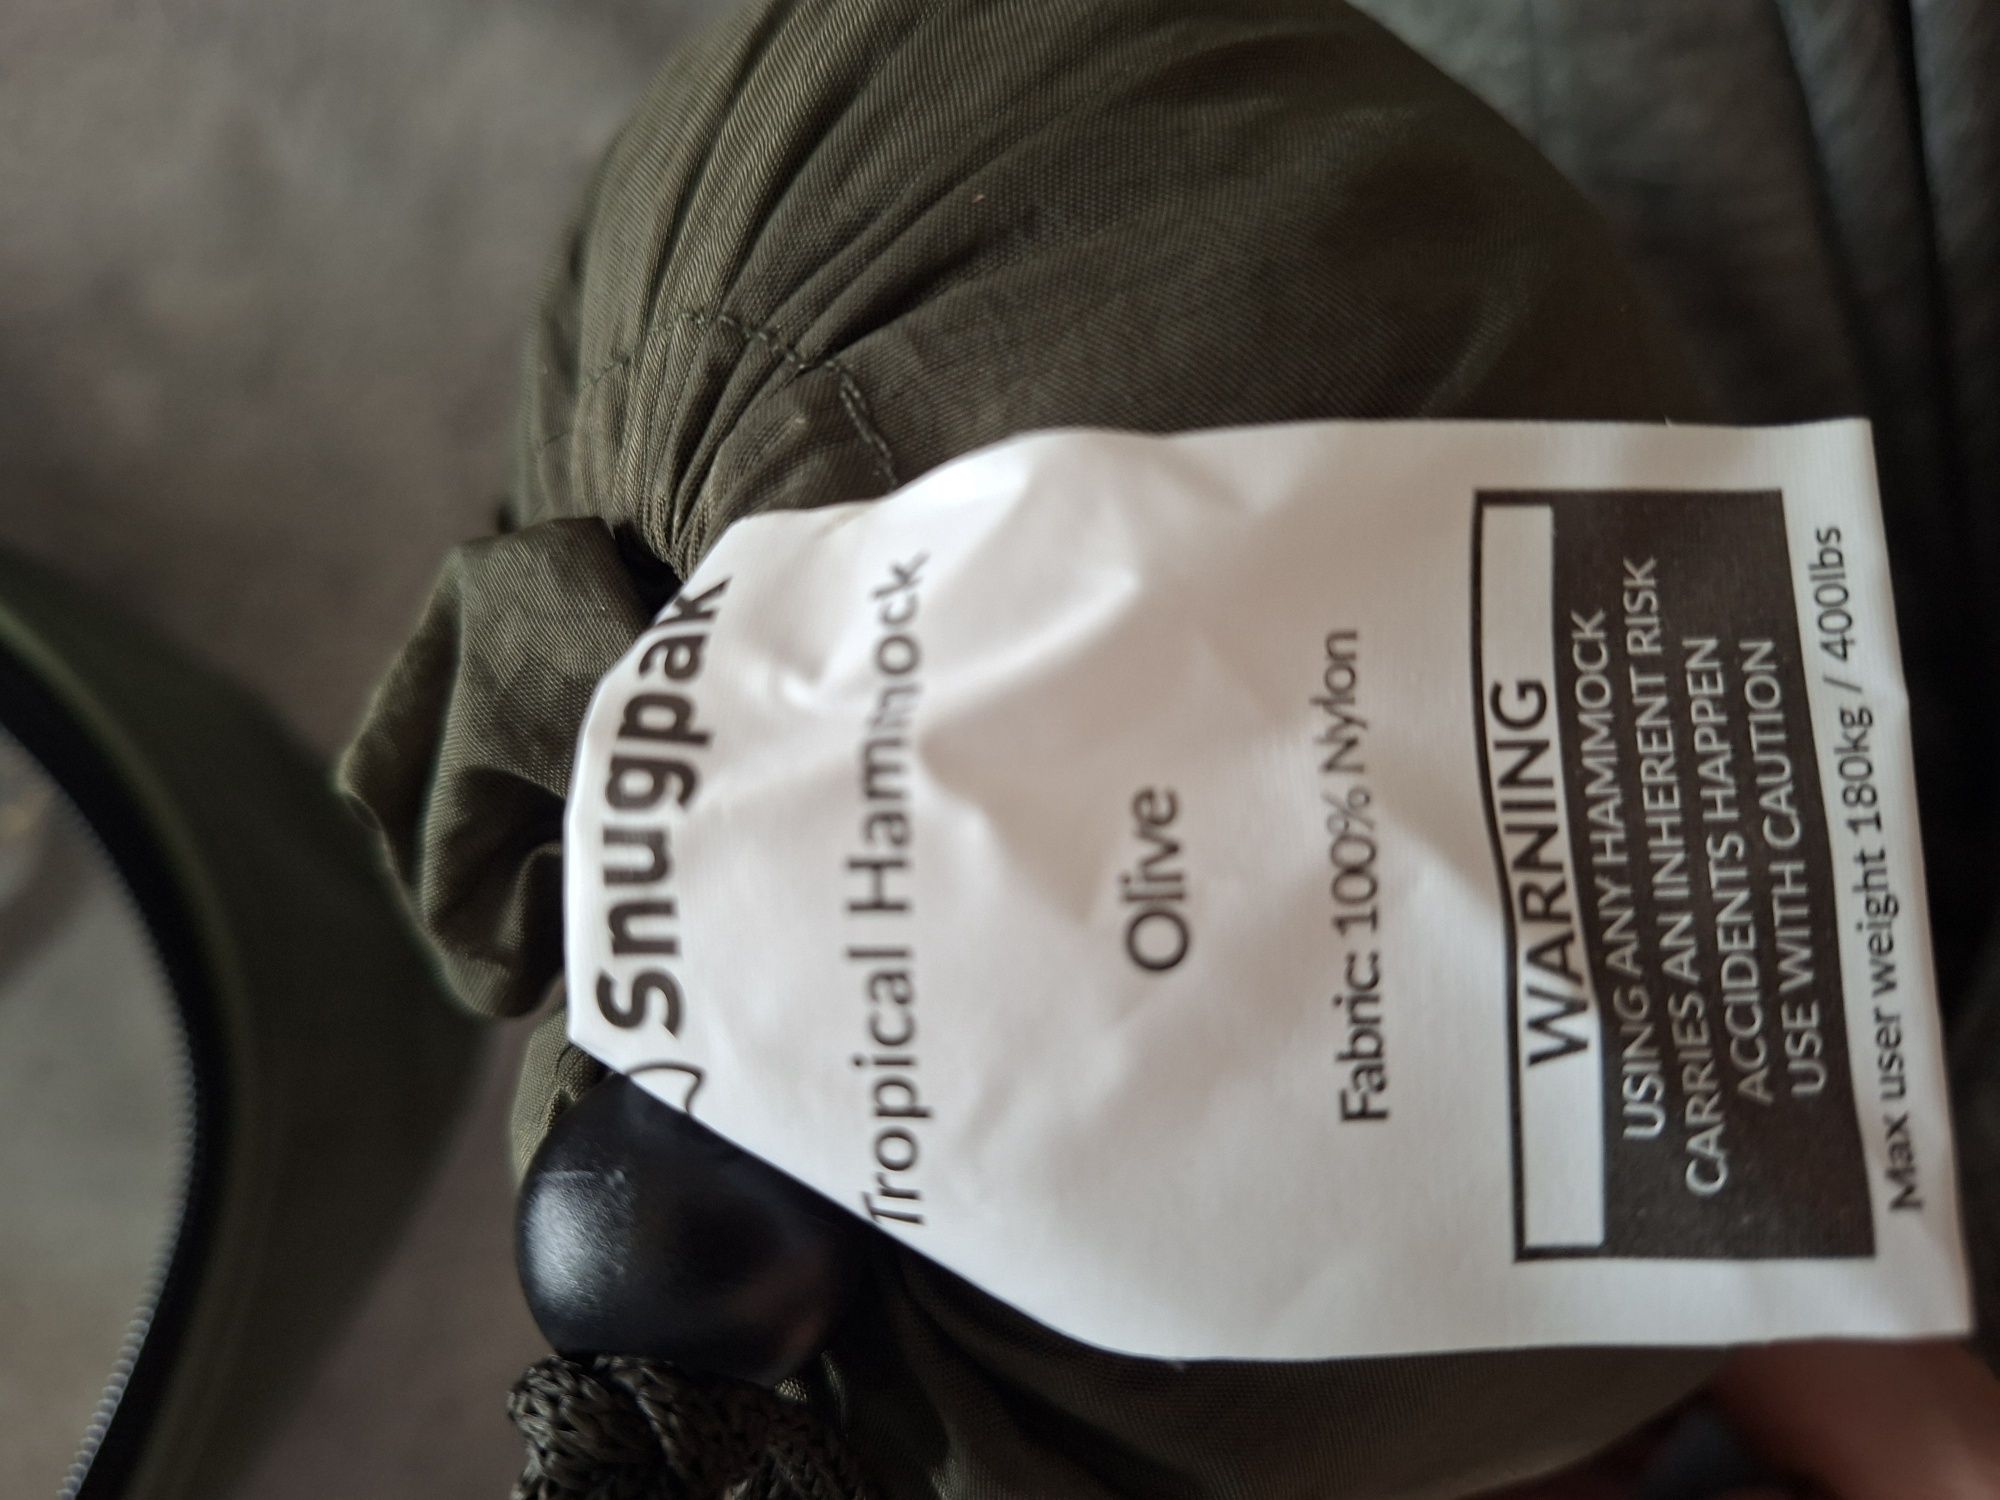 Snugpak
Tropical Hammock
Olive
Fabric: 100% Nylon
WARNING
USING ANY HAMMOCK
CARRIES AN INHERENT RISK
ACCIDENTS HAPPEN
USE WITH CAUTION
Max user weight 180kg / 400lbs